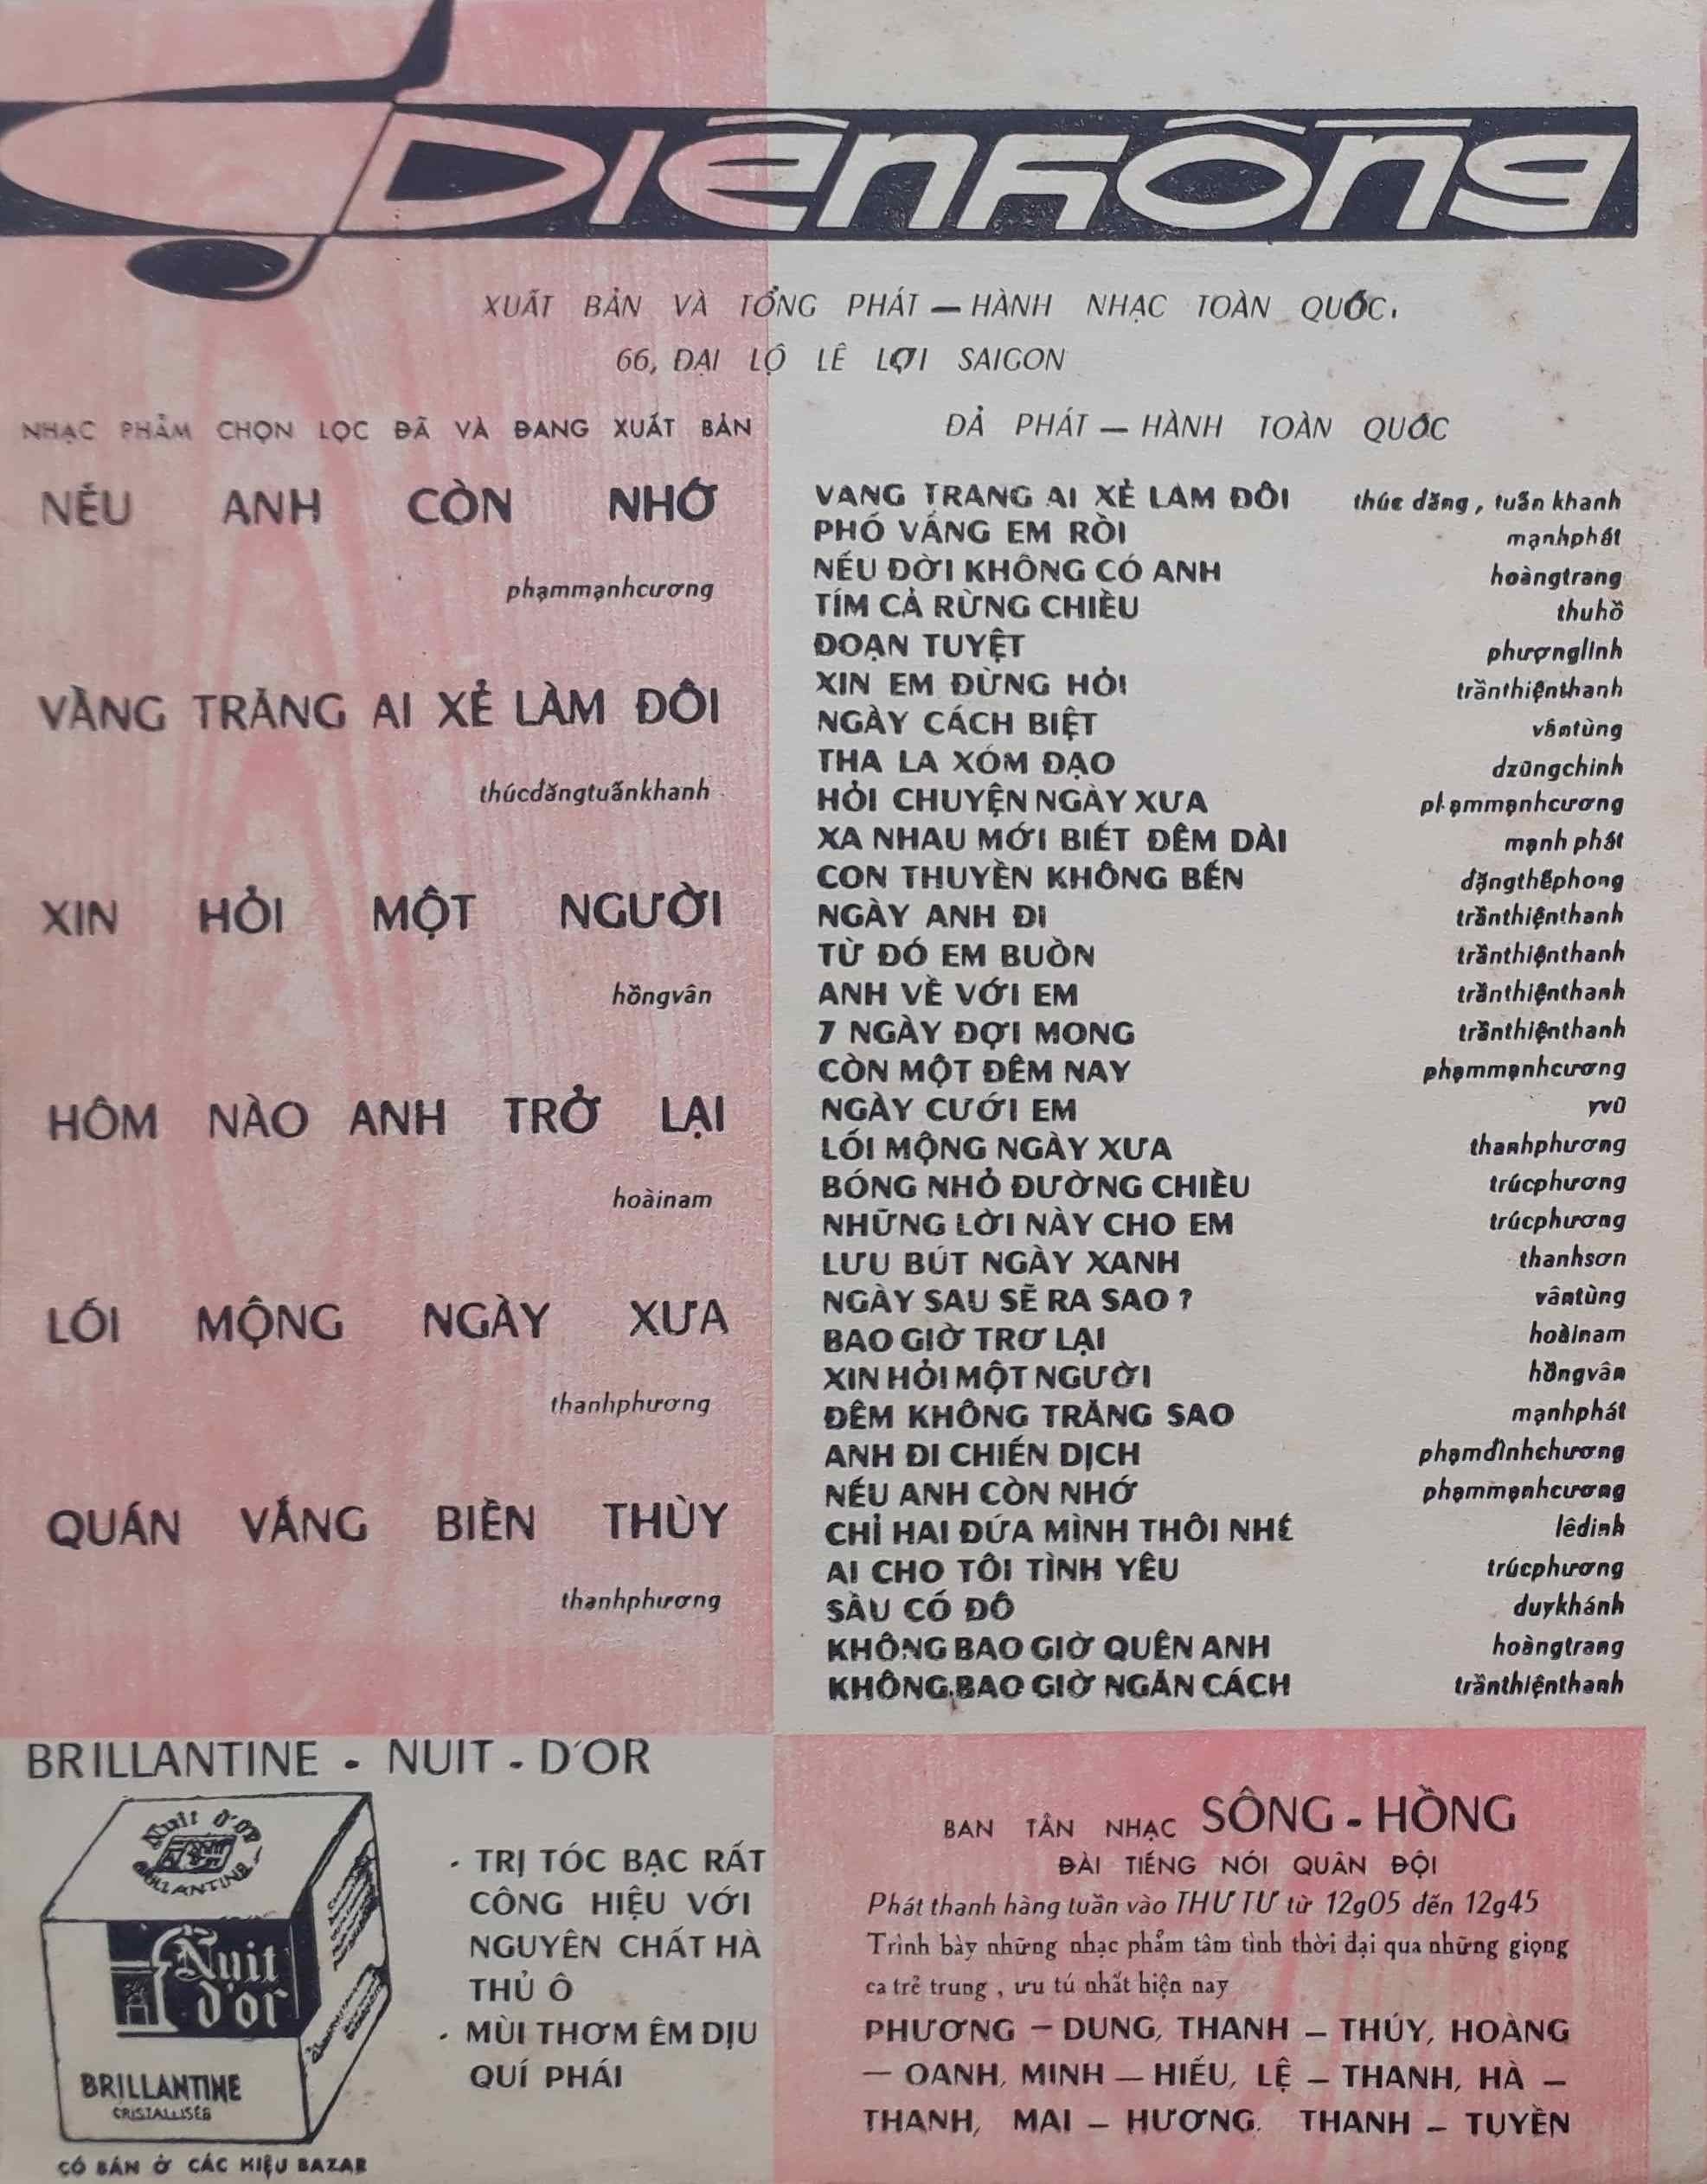 DIÊNHỒNG
XUẤT BẢN VÀ TỔNG PHÁT — HÀNH NHẠC TOÀN QUỐC.
66, ĐẠI LỘ LÊ LỢI SAIGON
NHẠC PHẨM CHỌN LỌC ĐÃ VÀ ĐANG XUẤT BẢN
NẾU ANH CÒN NHỚ
phạmmạnhcương
VẦNG TRĂNG AI XẺ LÀM ĐÔI
thúcđăngtuấnkhanh
XIN HỎI MỘT NGƯỜI
hồngvân
HÔM NÀO ANH TRỞ LẠI
hoàinam
LỐI MỘNG NGÀY XƯA
thanhphương
QUÁN VẮNG BIÊN THÙY
thanhphương
ĐẢ PHÁT — HÀNH TOÀN QUỐC
VANG TRANG AI XẺ LAM ĐÔI thúc đăng , tuấn khanh
PHÓ VẮNG EM RỒI mạnhphát
NẾU ĐỜI KHÔNG CÓ ANH hoàngtrang
TÍM CẢ RỪNG CHIỀU thuhồ
ĐOẠN TUYỆT phượnglinh
XIN EM ĐỪNG HỎI trầnthiệnthanh
NGÀY CÁCH BIỆT văntùng
THA LA XÓM ĐẠO dzũngchinh
HỎI CHUYỆN NGÀY XƯA phạmmạnhcương
XA NHAU MỚI BIẾT ĐÊM DÀI mạnh phát
CON THUYỀN KHÔNG BẾN đặngthếphong
NGÀY ANH ĐI trầnthiệnthanh
TỪ ĐÓ EM BUỒN trầnthiệnthanh
ANH VỀ VỚI EM trầnthiệnthanh
7 NGÀY ĐỢI MONG trầnthiệnthanh
CÒN MỘT ĐÊM NAY phạmmạnhcương
NGÀY CƯỚI EM yvũ
LỐI MỘNG NGÀY XƯA thanhphương
BÓNG NHỎ ĐƯỜNG CHIỀU trúcphương
NHỮNG LỜI NÀY CHO EM trúcphương
LƯU BÚT NGÀY XANH thanhsơn
NGÀY SAU SẼ RA SAO ? vântùng
BAO GIỜ TRƠ LẠI hoàinam
XIN HỎI MỘT NGƯỜI hồngvân
ĐÊM KHÔNG TRĂNG SAO mạnhphát
ANH ĐI CHIẾN DỊCH phạmđìnhchương
NẾU ANH CÒN NHỚ phạmmạnhcương
CHỈ HAI ĐỨA MÌNH THÔI NHÉ lêdinh
AI CHO TÔI TÌNH YÊU trúcphương
SẦU CỐ ĐÔ duykhánh
KHÔNG BAO GIỜ QUÊN ANH hoàngtrang
KHÔNG BAO GIỜ NGĂN CÁCH trầnthiệnthanh
BRILLANTINE - NUIT - D'OR
Nuit d'or
BRILLANTINE
Nuit
d'or
BRILLANTINE
CRISTALLISÉE
CÓ BÁN Ở CÁC HIỆU BAZAR
- TRỊ TÓC BẠC RẤT
CÔNG HIỆU VỚI
NGUYÊN CHẤT HÀ
THỦ Ô
- MÙI THƠM ÊM DỊU
QUÍ PHÁI
BAN TÂN NHẠC SÔNG - HỒNG
ĐÀI TIẾNG NÓI QUÂN ĐỘI
Phát thanh hàng tuần vào THƯ TƯ từ 12g05 đến 12g45
Trình bày những nhạc phẩm tâm tình thời đại qua những giọng
ca trẻ trung , ưu tú nhất hiện nay
PHƯƠNG — DUNG, THANH — THÚY, HOÀNG
— OANH, MINH — HIẾU, LỆ — THANH, HÀ —
THANH, MAI — HƯƠNG. THANH — TUYỀN